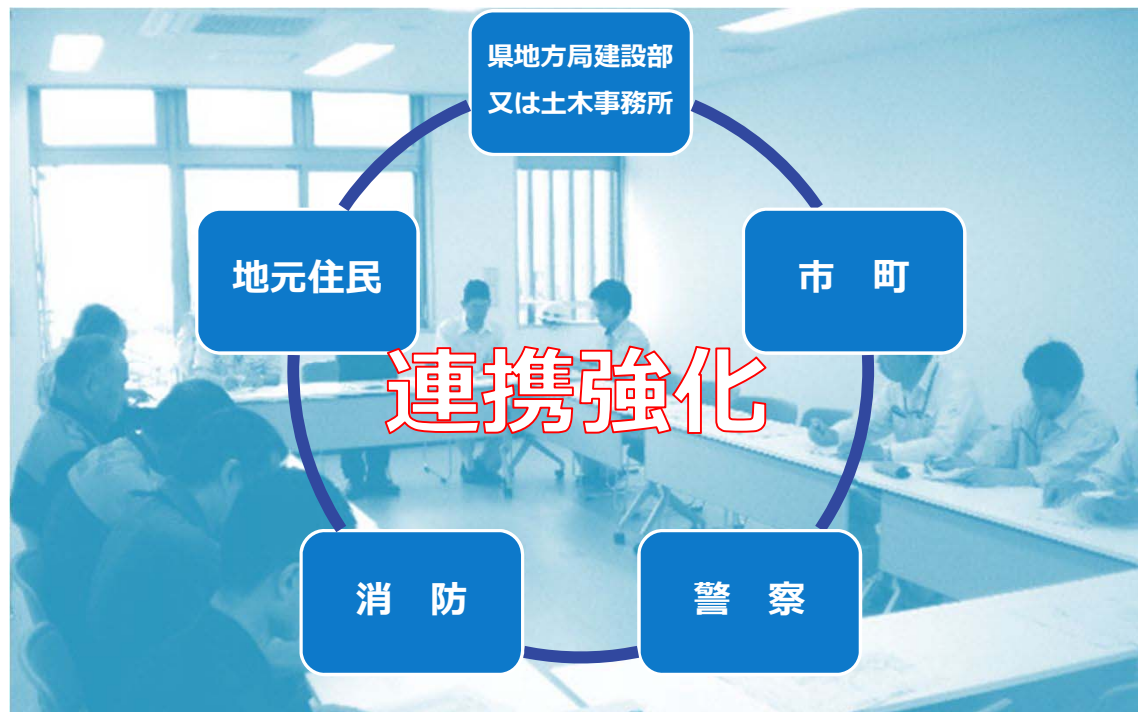 県地方局建設部
又は土木事務所
地元住民
市　町
連携強化
消　防
警　察